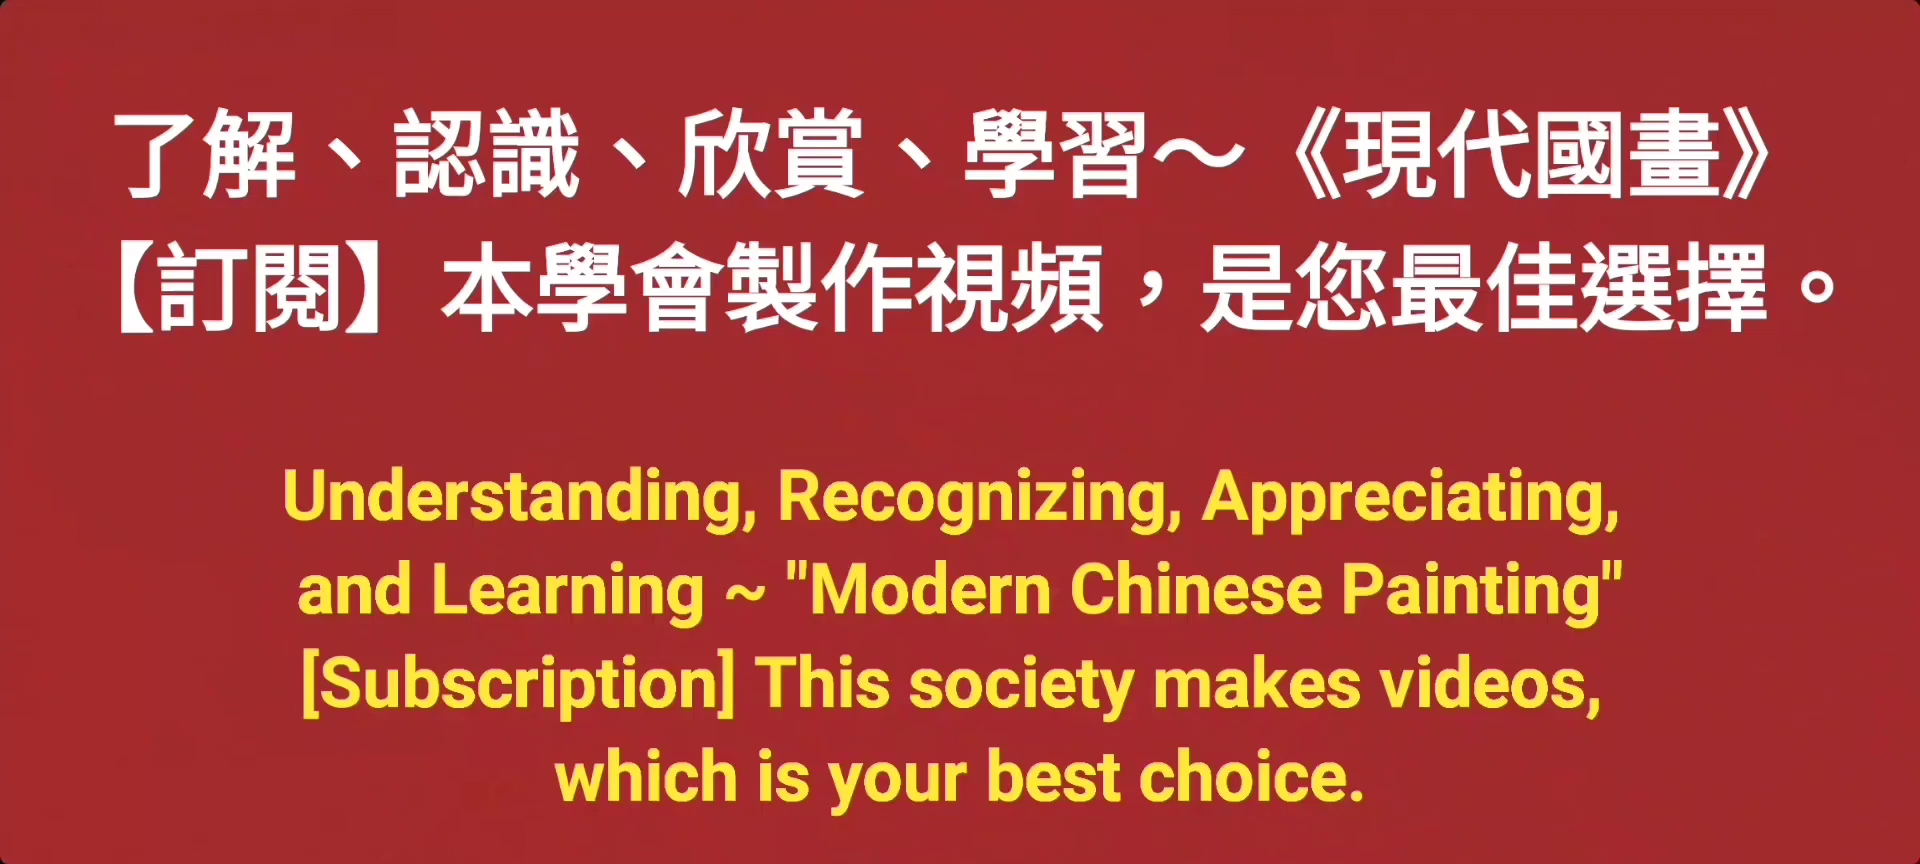 了解、認識、欣賞、學習～《現代國畫》
【訂閱】本學會製作視頻，是您最佳選擇。
Understanding, Recognizing, Appreciating,
and Learning ~ "Modern Chinese Painting"
[Subscription] This society makes videos,
which is your best choice.